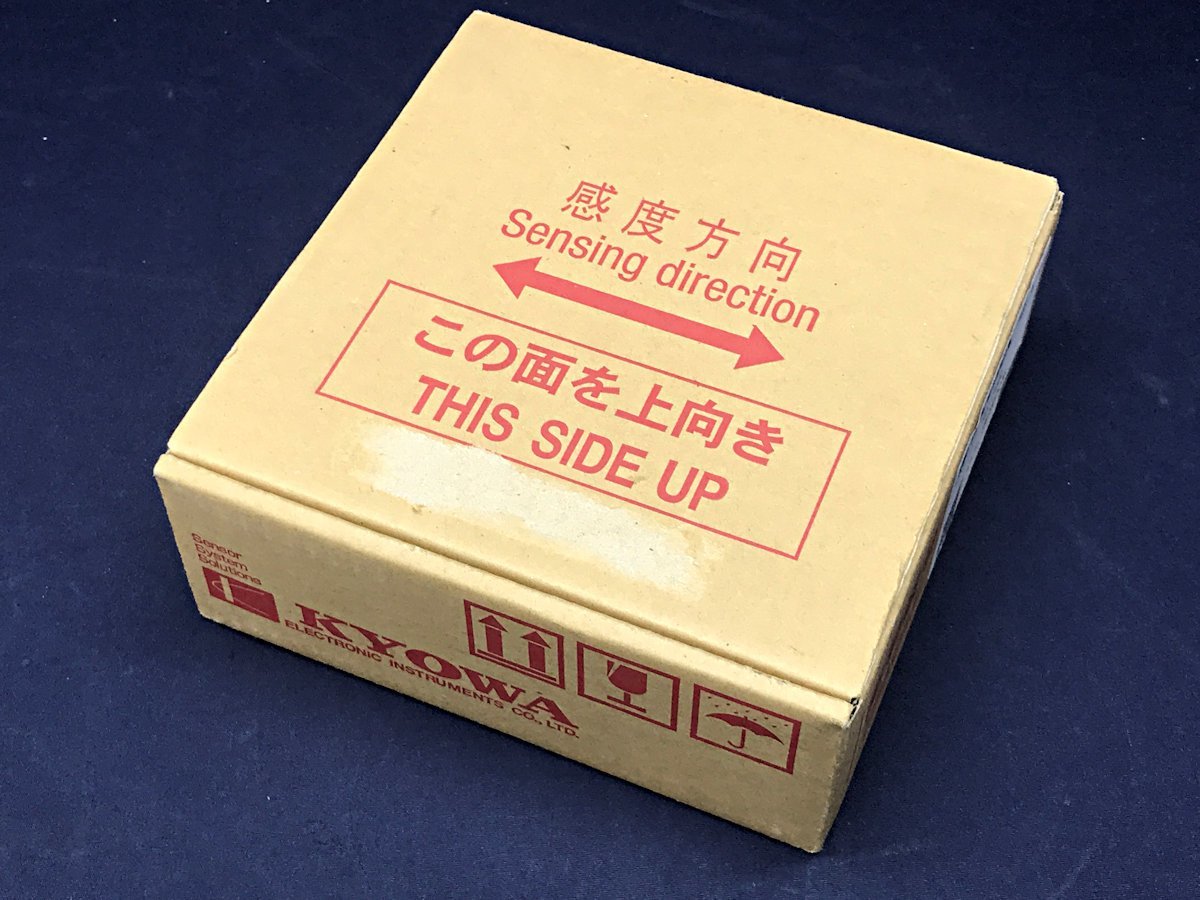 感度方向
Sensing direction
この面を上向き
THIS SIDE UP
Sensor
System
Solutions
KYOWA
ELECTRONIC INSTRUMENTS CO., LTD.